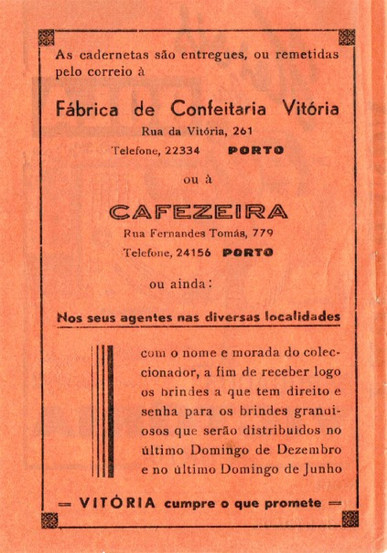 As cadernetas são entregues, ou remetidas
pelo correio à
Fábrica de Confeitaria Vitória
Rua da Vitória, 261
Telefone, 22334 PORTO
ou à
CAFEZEIRA
Rua Fernandes Tomás, 779
Telefone, 24156 PORTO
ou ainda:
Nos seus agentes nas diversas localidades
com o nome e morada do colec-
cionador, a fim de receber logo
os brindes a que tem direito e
senha para os brindes grandi-
osos que serão distribuídos no
último Domingo de Dezembro
e no último Domingo de Junho
= VITÓRIA cumpre o que promete =